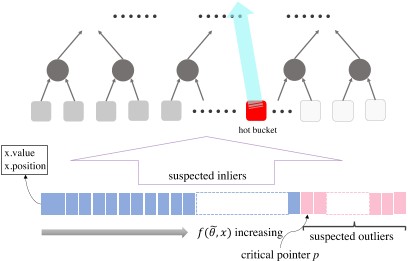 hot bucket
x.value
x.position
suspected inliers
f(θ̃, x) increasing
suspected outliers
critical pointer p